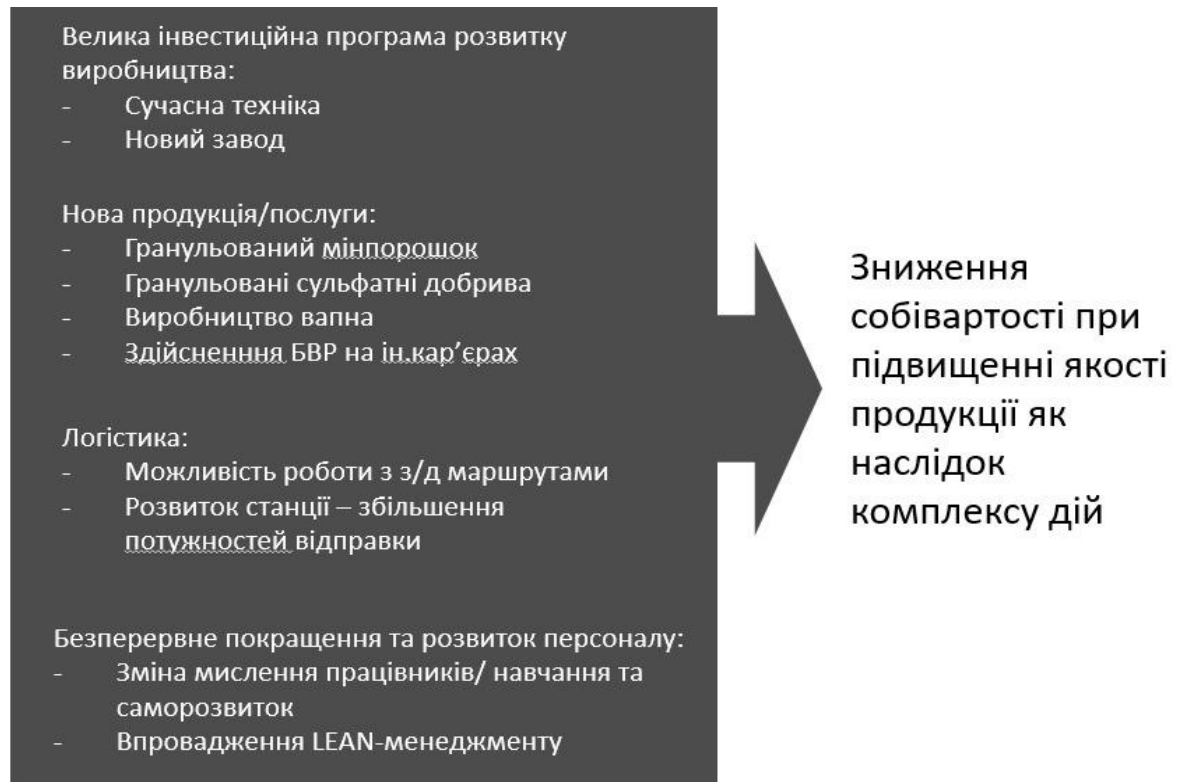 Велика інвестиційна програма розвитку
виробництва:
- Сучасна техніка
- Новий завод
Нова продукція/послуги:
- Гранульований мінпорошок
- Гранульовані сульфатні добрива
- Виробництво вапна
- Здійсненння БВР на ін.кар’єрах
Логістика:
- Можливість роботи з з/д маршрутами
- Розвиток станції – збільшення
потужностей відправки
Безперервне покращення та розвиток персоналу:
- Зміна мислення працівників/ навчання та
саморозвиток
- Впровадження LEAN-менеджменту
Зниження
собівартості при
підвищенні якості
продукції як
наслідок
комплексу дій